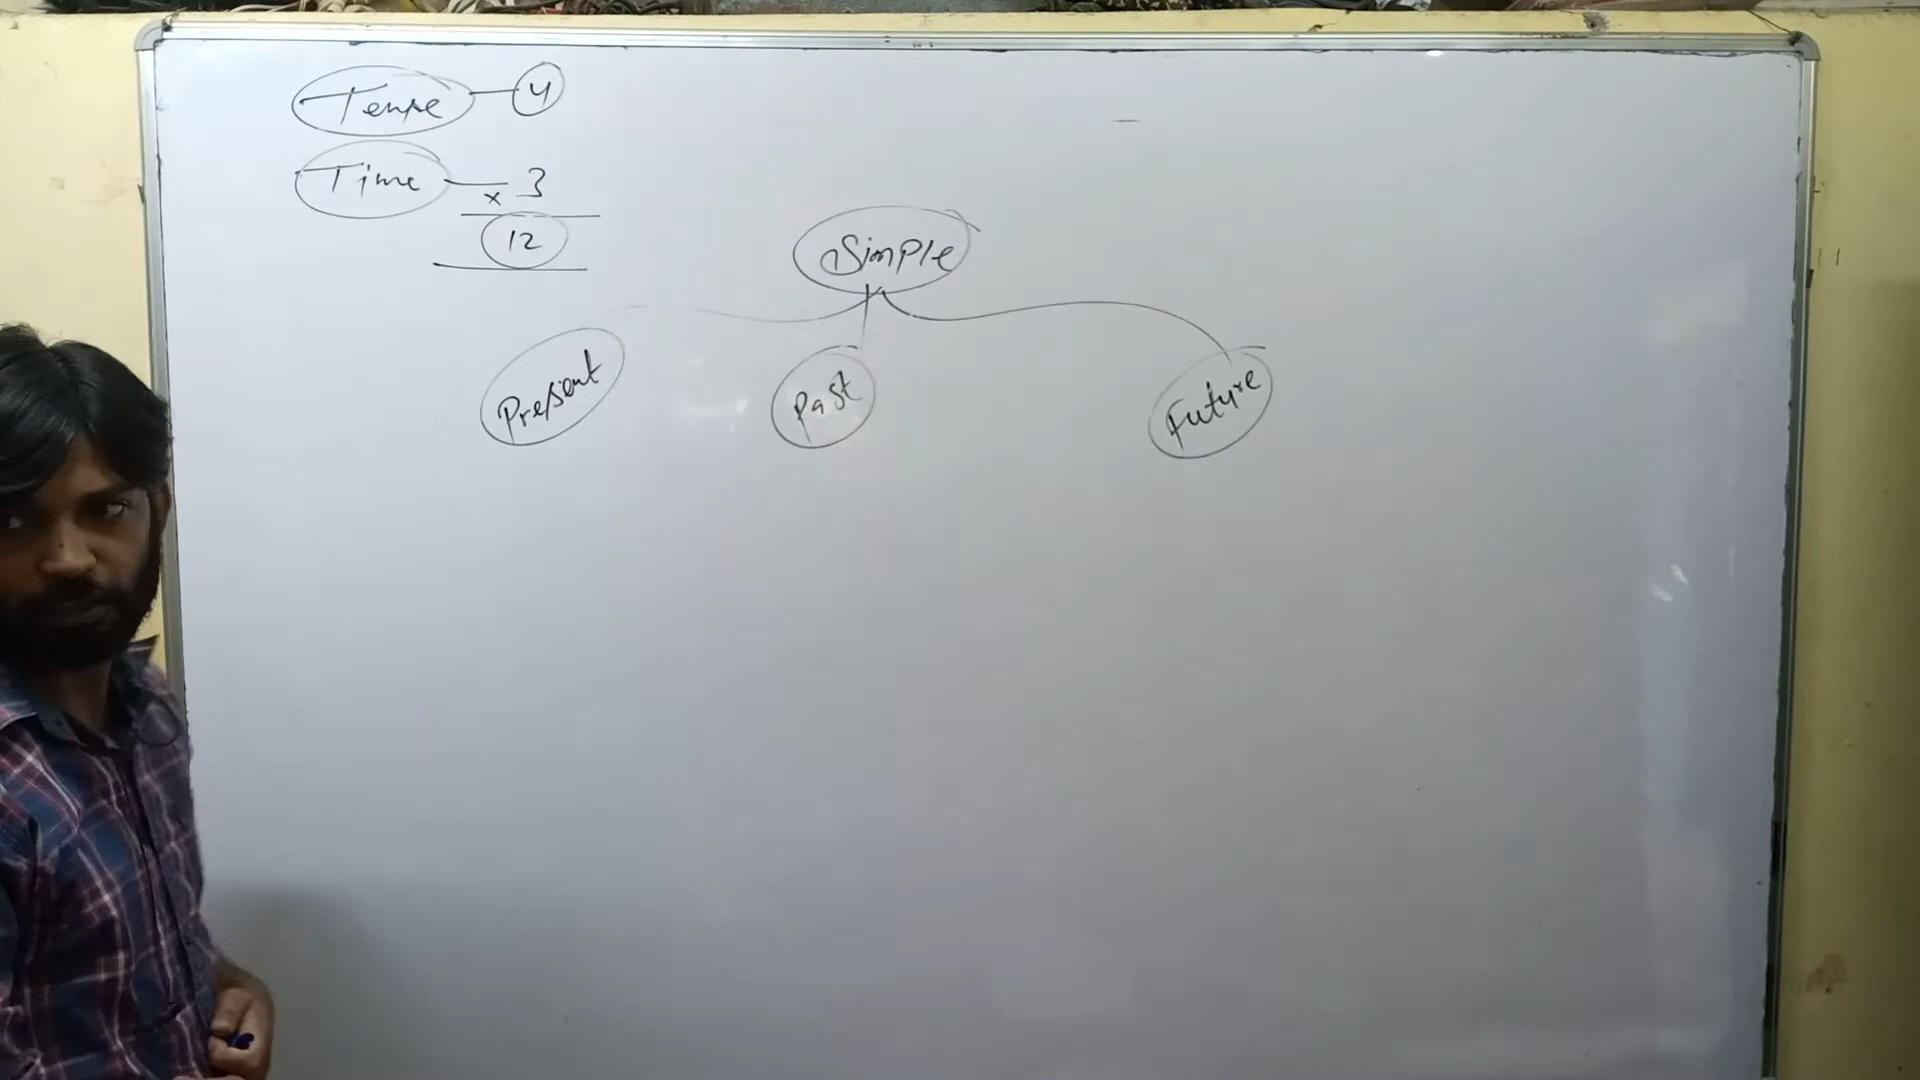 Tense — 4
Time — x 3
12
Simple
Present Past Future